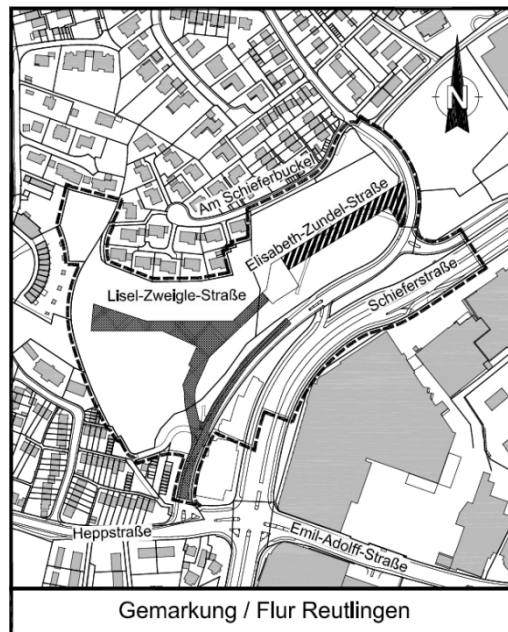 N
Am Schieferbuckel
Elisabeth-Zundel-Straße
Schieferstraße
Lisel-Zweigle-Straße
Heppstraße
Emil-Adolff-Straße
Gemarkung / Flur Reutlingen